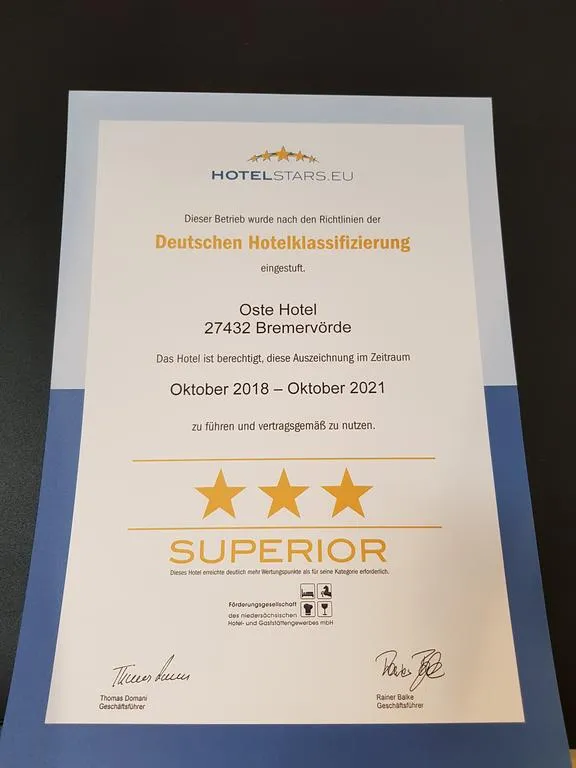 HOTELSTARS.EU
Dieser Betrieb wurde nach den Richtlinien der
Deutschen Hotelklassifizierung
eingestuft.
Oste Hotel
27432 Bremervörde
Das Hotel ist berechtigt, diese Auszeichnung im Zeitraum
Oktober 2018 – Oktober 2021
zu führen und vertragsgemäß zu nutzen.
SUPERIOR
Dieses Hotel erreichte deutlich mehr Wertungspunkte als für seine Kategorie erforderlich.
Förderungsgesellschaft
des niedersächsischen
Hotel- und Gaststättengewerbes mbH
Thomas Domani
Geschäftsführer
Rainer Balke
Geschäftsführer